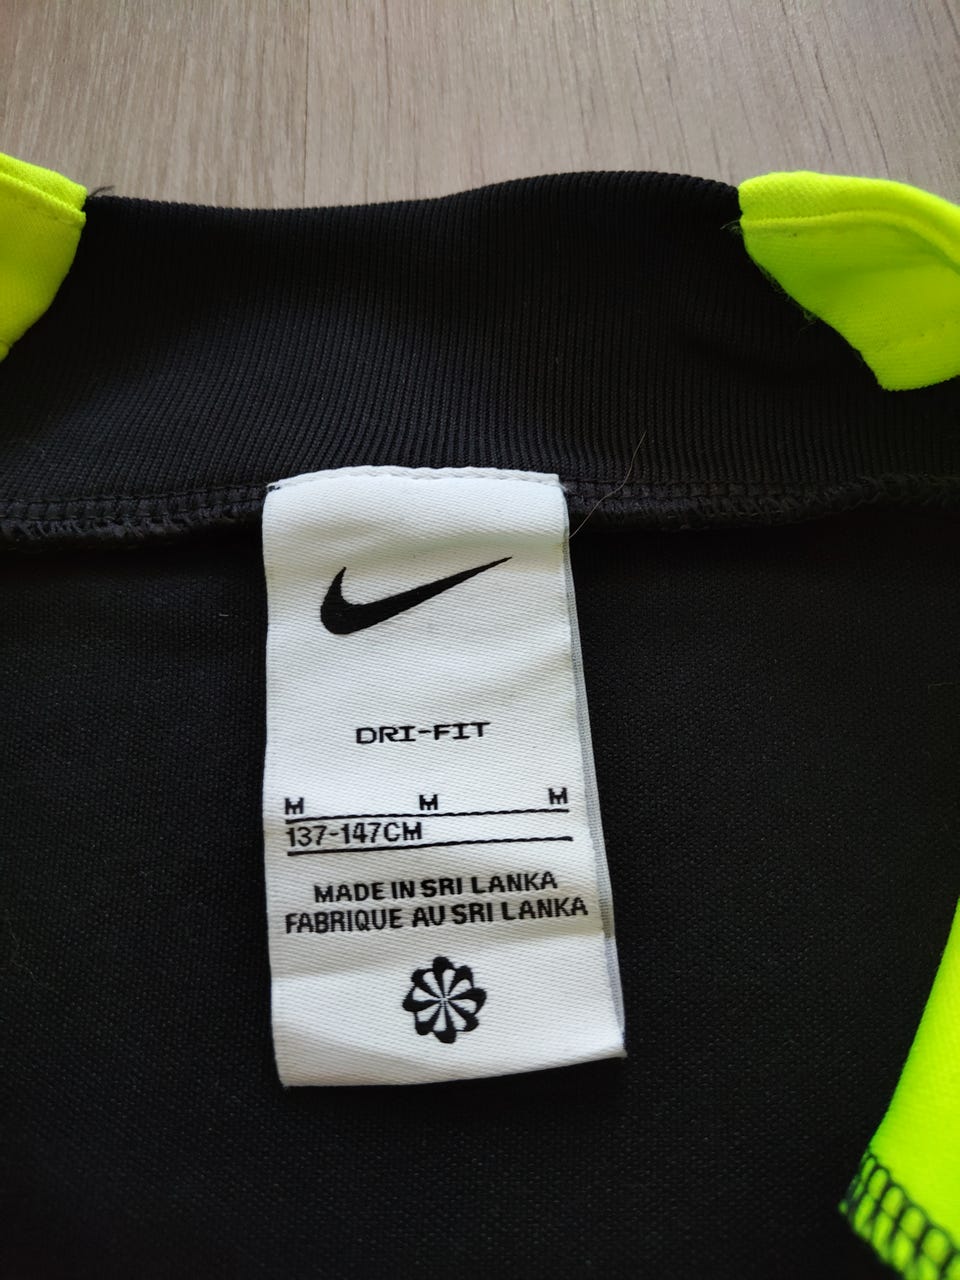 DRI-FIT
M M M
137-147CM
MADE IN SRI LANKA
FABRIQUE AU SRI LANKA